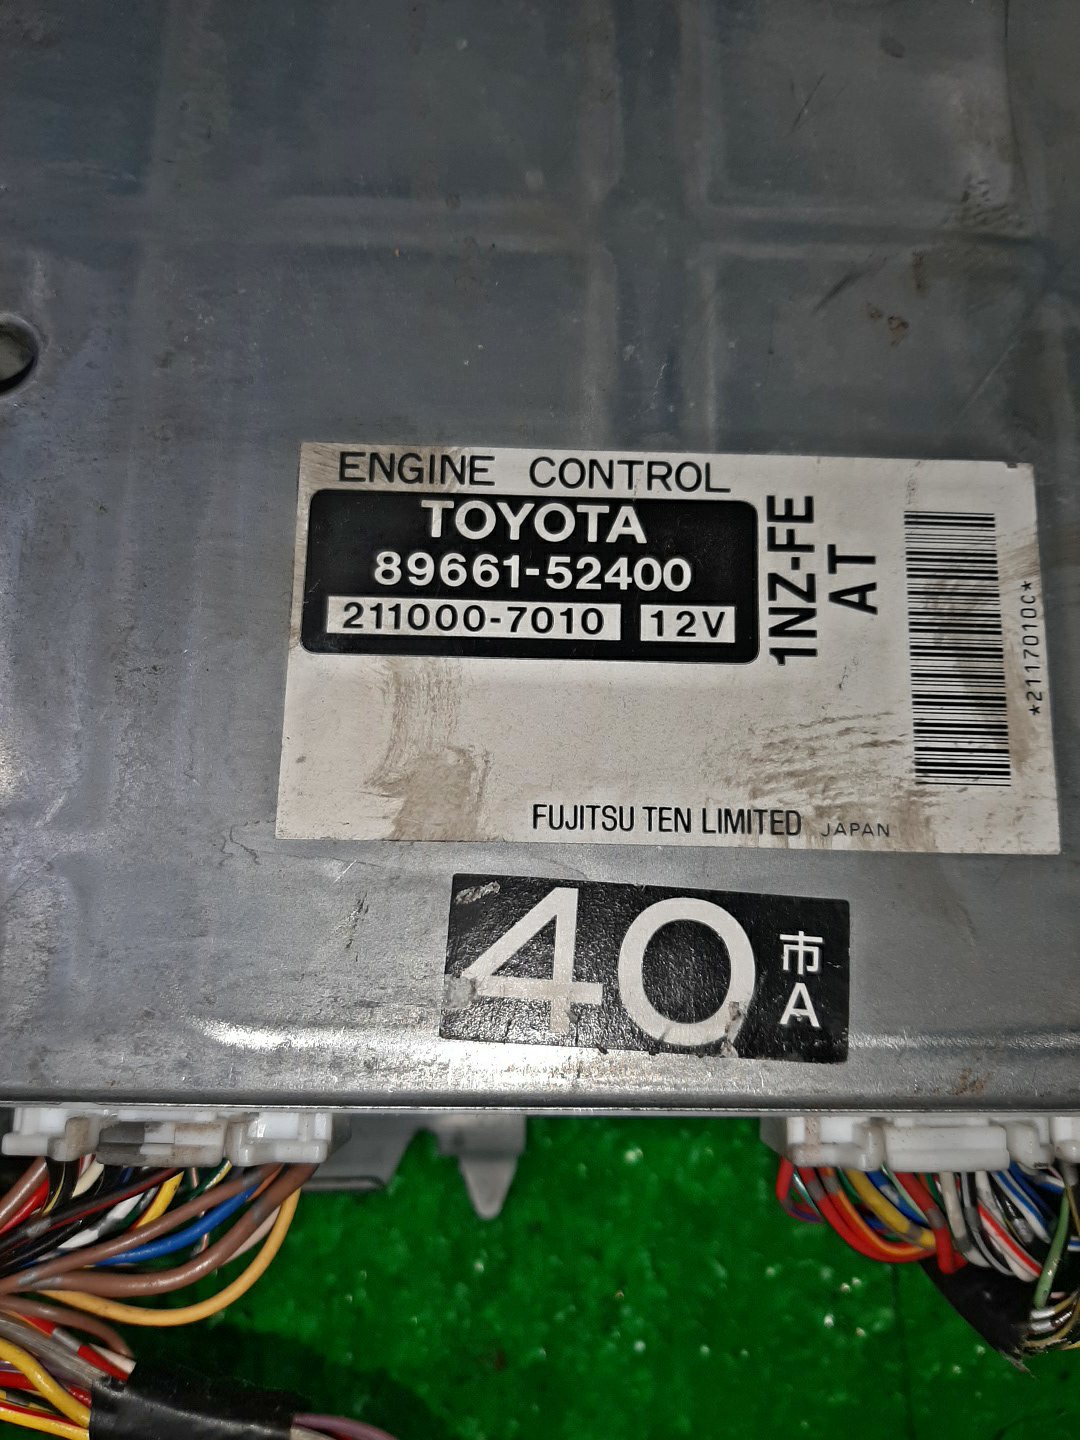 ENGINE CONTROL
TOYOTA
89661-52400
211000-7010 12V
1NZ-FE
AT
*2117010C*
FUJITSU TEN LIMITED JAPAN
40 市
A